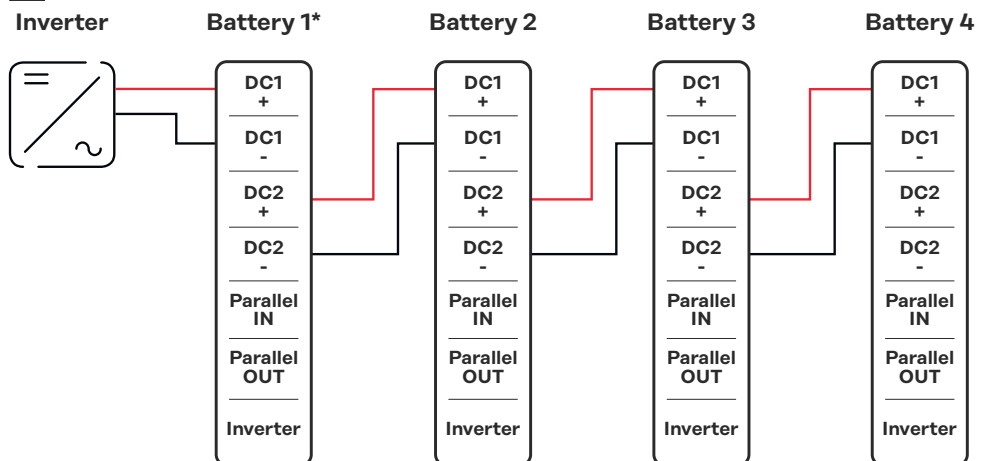 Inverter
Battery 1*
Battery 2
Battery 3
Battery 4
DC1
+
DC1
-
DC2
+
DC2
-
Parallel
IN
Parallel
OUT
Inverter
DC1
+
DC1
-
DC2
+
DC2
-
Parallel
IN
Parallel
OUT
Inverter
DC1
+
DC1
-
DC2
+
DC2
-
Parallel
IN
Parallel
OUT
Inverter
DC1
+
DC1
-
DC2
+
DC2
-
Parallel
IN
Parallel
OUT
Inverter